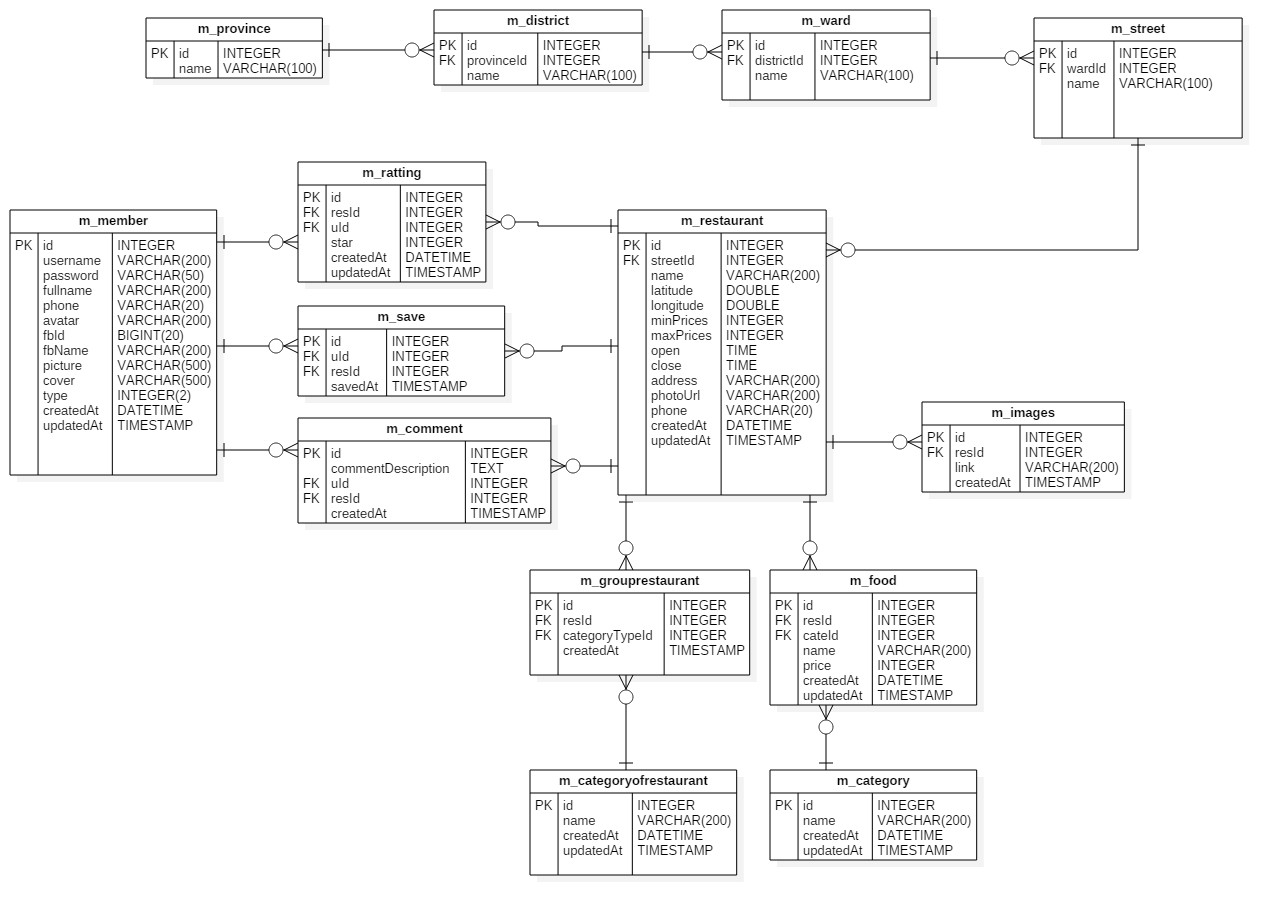 m_province
PK id INTEGER
name VARCHAR(100)
m_district
PK id INTEGER
FK provinceId INTEGER
name VARCHAR(100)
m_ward
PK id INTEGER
FK districtId INTEGER
name VARCHAR(100)
m_street
PK id INTEGER
FK wardId INTEGER
name VARCHAR(100)
m_member
PK id INTEGER
username VARCHAR(200)
password VARCHAR(50)
fullname VARCHAR(200)
phone VARCHAR(20)
avatar VARCHAR(200)
fbId BIGINT(20)
fbName VARCHAR(200)
picture VARCHAR(500)
cover VARCHAR(500)
type INTEGER(2)
createdAt DATETIME
updatedAt TIMESTAMP
m_ratting
PK id INTEGER
FK resId INTEGER
FK uId INTEGER
star INTEGER
createdAt DATETIME
updatedAt TIMESTAMP
m_save
PK id INTEGER
FK uId INTEGER
FK resId INTEGER
savedAt TIMESTAMP
m_comment
PK id INTEGER
commentDescription TEXT
FK uId INTEGER
FK resId INTEGER
createdAt TIMESTAMP
m_restaurant
PK id INTEGER
FK streetId INTEGER
name VARCHAR(200)
latitude DOUBLE
longitude DOUBLE
minPrices INTEGER
maxPrices INTEGER
open TIME
close TIME
address VARCHAR(200)
photoUrl VARCHAR(200)
phone VARCHAR(20)
createdAt DATETIME
updatedAt TIMESTAMP
m_images
PK id INTEGER
FK resId INTEGER
link VARCHAR(200)
createdAt TIMESTAMP
m_grouprestaurant
PK id INTEGER
FK resId INTEGER
FK categoryTypeId INTEGER
createdAt TIMESTAMP
m_food
PK id INTEGER
FK resId INTEGER
FK cateId INTEGER
name VARCHAR(200)
price INTEGER
createdAt DATETIME
updatedAt TIMESTAMP
m_categoryofrestaurant
PK id INTEGER
name VARCHAR(200)
createdAt DATETIME
updatedAt TIMESTAMP
m_category
PK id INTEGER
name VARCHAR(200)
createdAt DATETIME
updatedAt TIMESTAMP